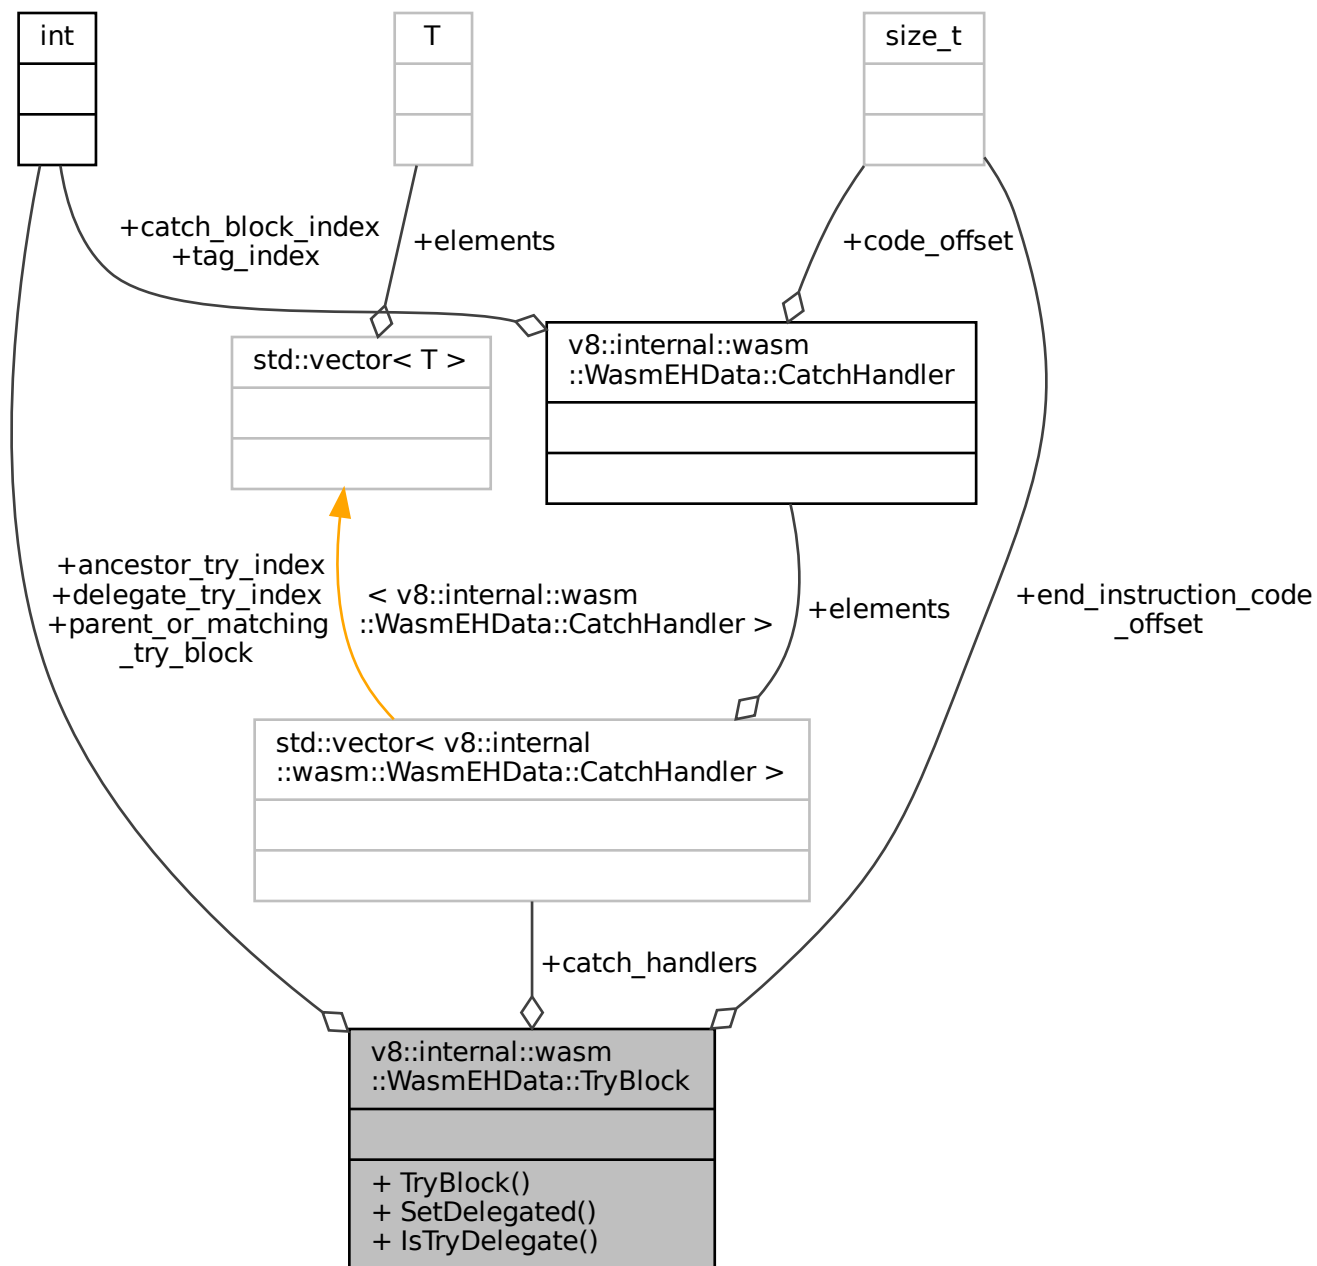 int
T
size_t
+catch_block_index
+tag_index
+elements
+code_offset
std::vector< T >
v8::internal::wasm
::WasmEHData::CatchHandler
+ancestor_try_index
+delegate_try_index
+parent_or_matching
_try_block
< v8::internal::wasm
::WasmEHData::CatchHandler >
+elements
+end_instruction_code
_offset
std::vector< v8::internal
::wasm::WasmEHData::CatchHandler >
+catch_handlers
v8::internal::wasm
::WasmEHData::TryBlock
+ TryBlock()
+ SetDelegated()
+ IsTryDelegate()